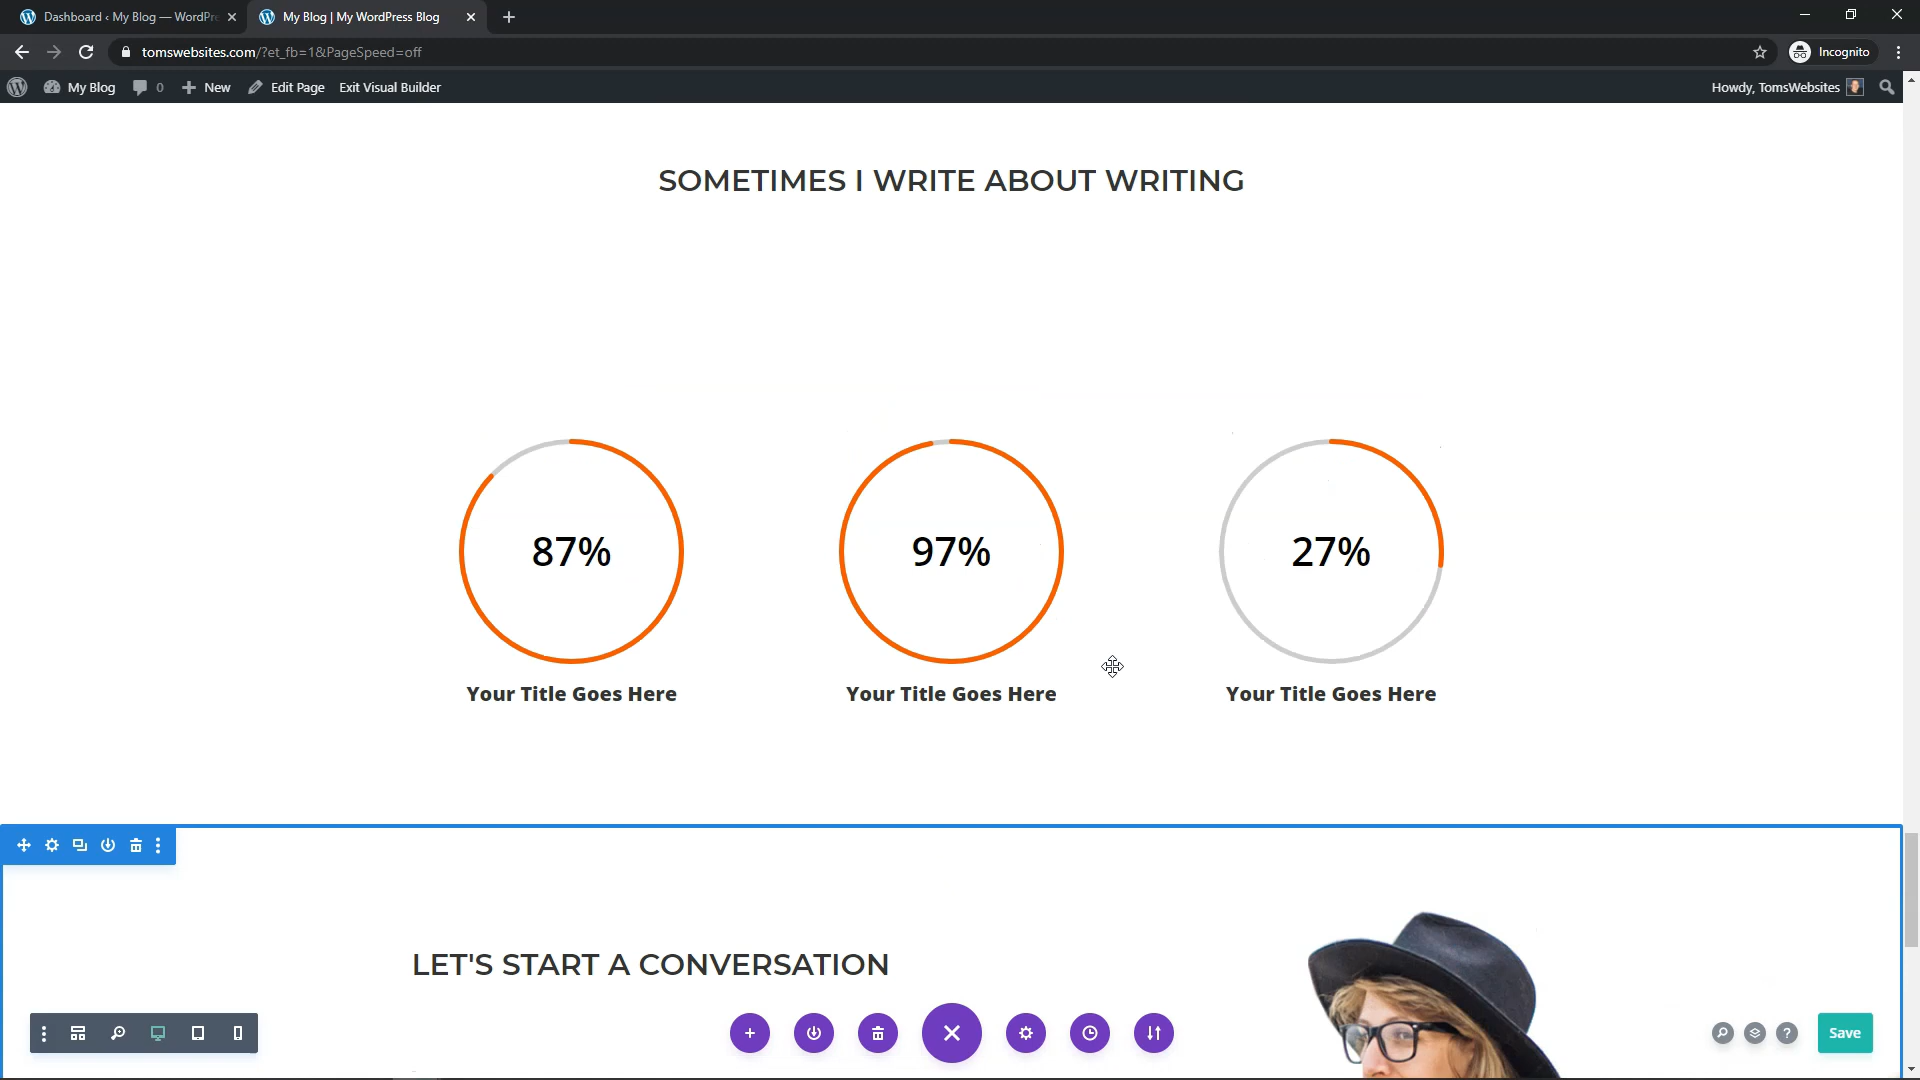 Dashboard ‹ My Blog — WordPre
My Blog | My WordPress Blog
tomswebsites.com/?et_fb=1&PageSpeed=off
Incognito
My Blog
0
New
Edit Page
Exit Visual Builder
Howdy, TomsWebsites
SOMETIMES I WRITE ABOUT WRITING
87%
97%
27%
Your Title Goes Here
Your Title Goes Here
Your Title Goes Here
LET'S START A CONVERSATION
Save